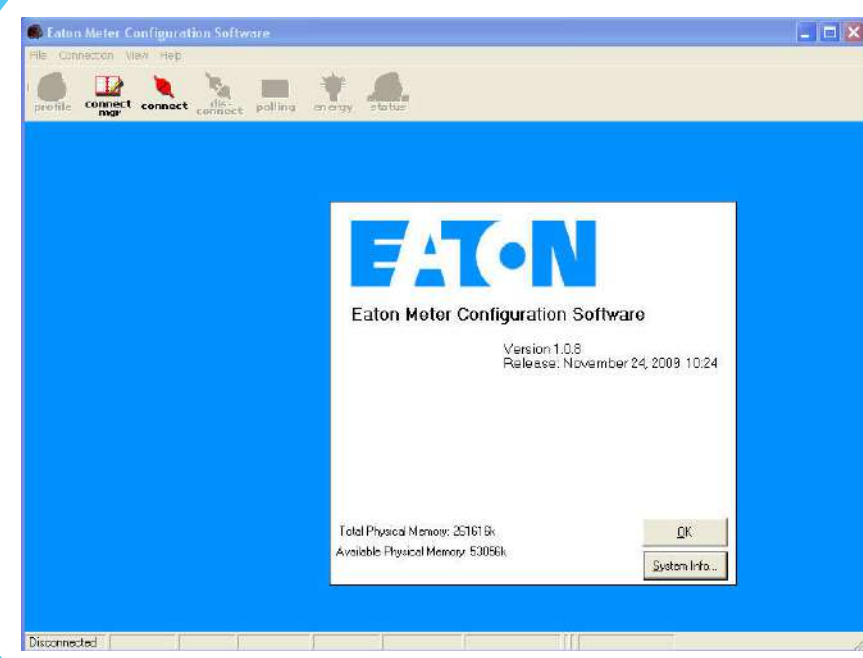 Eaton Meter Configuration Software
File Connection View Help
profile connect mgr connect dis-connect polling energy status
EATON
Eaton Meter Configuration Software
Version 1.0.8
Release: November 24, 2009 10:24
Total Physical Memory: 261616k
OK
Available Physical Memory: 53056k
System Info...
Disconnected